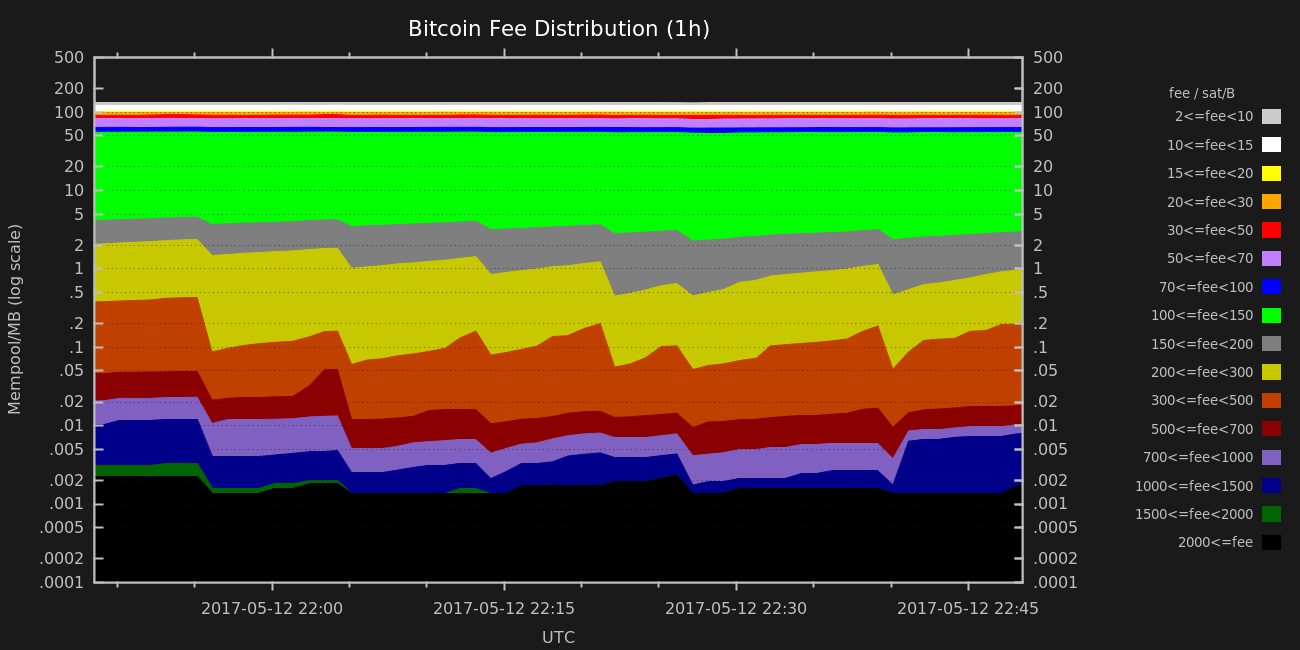 Bitcoin Fee Distribution (1h)
500
200
100
50
20
10
5
2
1
.5
.2
.1
.05
.02
.01
.005
.002
.001
.0005
.0002
.0001
Mempool/MB (log scale)
500
200
100
50
20
10
5
2
1
.5
.2
.1
.05
.02
.01
.005
.002
.001
.0005
.0002
.0001
2017-05-12 22:00
2017-05-12 22:15
2017-05-12 22:30
2017-05-12 22:45
UTC
fee / sat/B
2<=fee<10
10<=fee<15
15<=fee<20
20<=fee<30
30<=fee<50
50<=fee<70
70<=fee<100
100<=fee<150
150<=fee<200
200<=fee<300
300<=fee<500
500<=fee<700
700<=fee<1000
1000<=fee<1500
1500<=fee<2000
2000<=fee